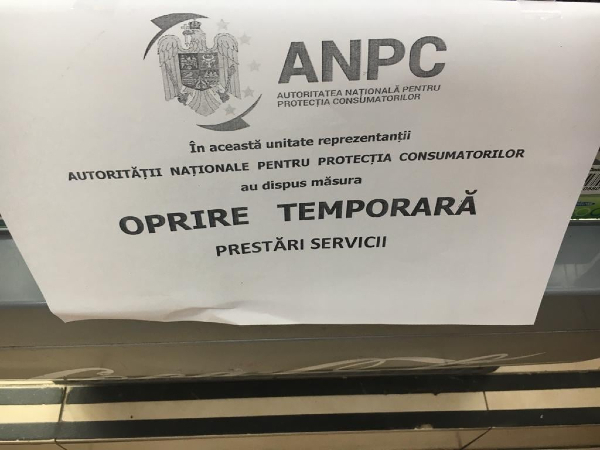 ANPC
AUTORITATEA NAȚIONALĂ PENTRU
PROTECȚIA CONSUMATORILOR
În această unitate reprezentanții
AUTORITĂȚII NAȚIONALE PENTRU PROTECȚIA CONSUMATORILOR
au dispus măsura
OPRIRE TEMPORARĂ
PRESTĂRI SERVICII